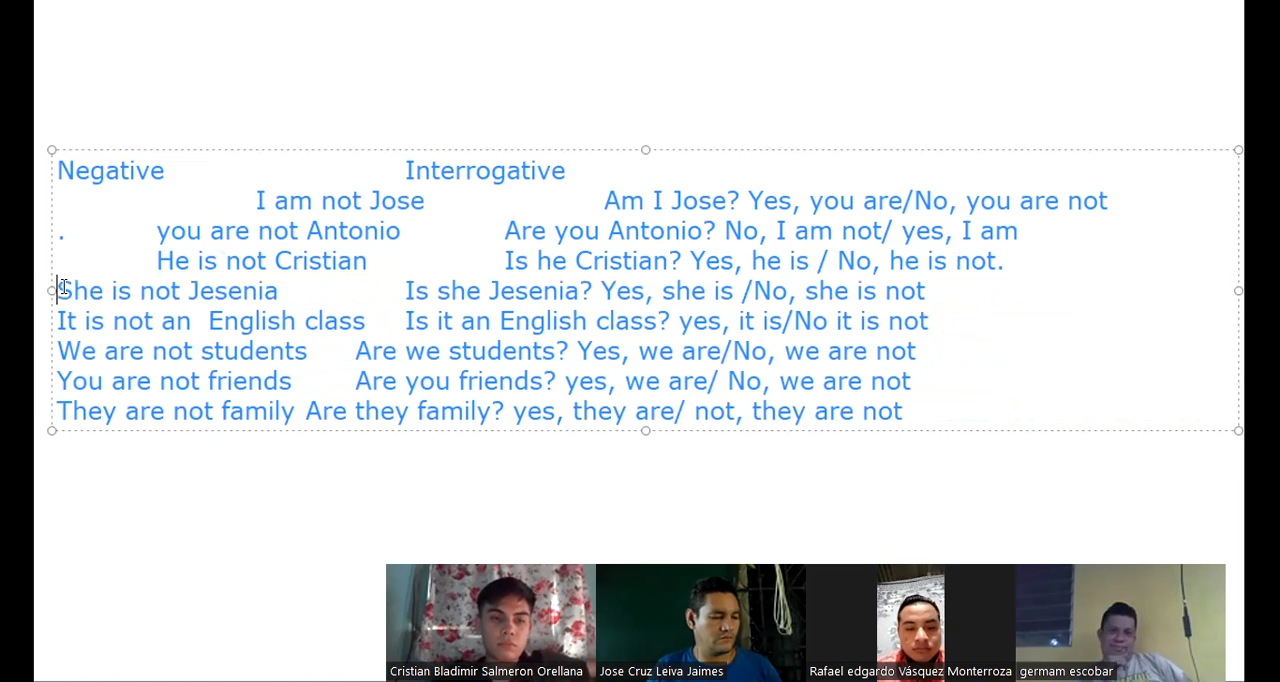 Negative Interrogative
I am not Jose Am I Jose? Yes, you are/No, you are not
. you are not Antonio Are you Antonio? No, I am not/ yes, I am
He is not Cristian Is he Cristian? Yes, he is / No, he is not.
She is not Jesenia Is she Jesenia? Yes, she is /No, she is not
It is not an English class Is it an English class? yes, it is/No it is not
We are not students Are we students? Yes, we are/No, we are not
You are not friends Are you friends? yes, we are/ No, we are not
They are not family Are they family? yes, they are/ not, they are not
Cristian Bladimir Salmeron Orellana Jose Cruz Leiva Jaimes Rafael edgardo Vásquez Monterroza germam escobar